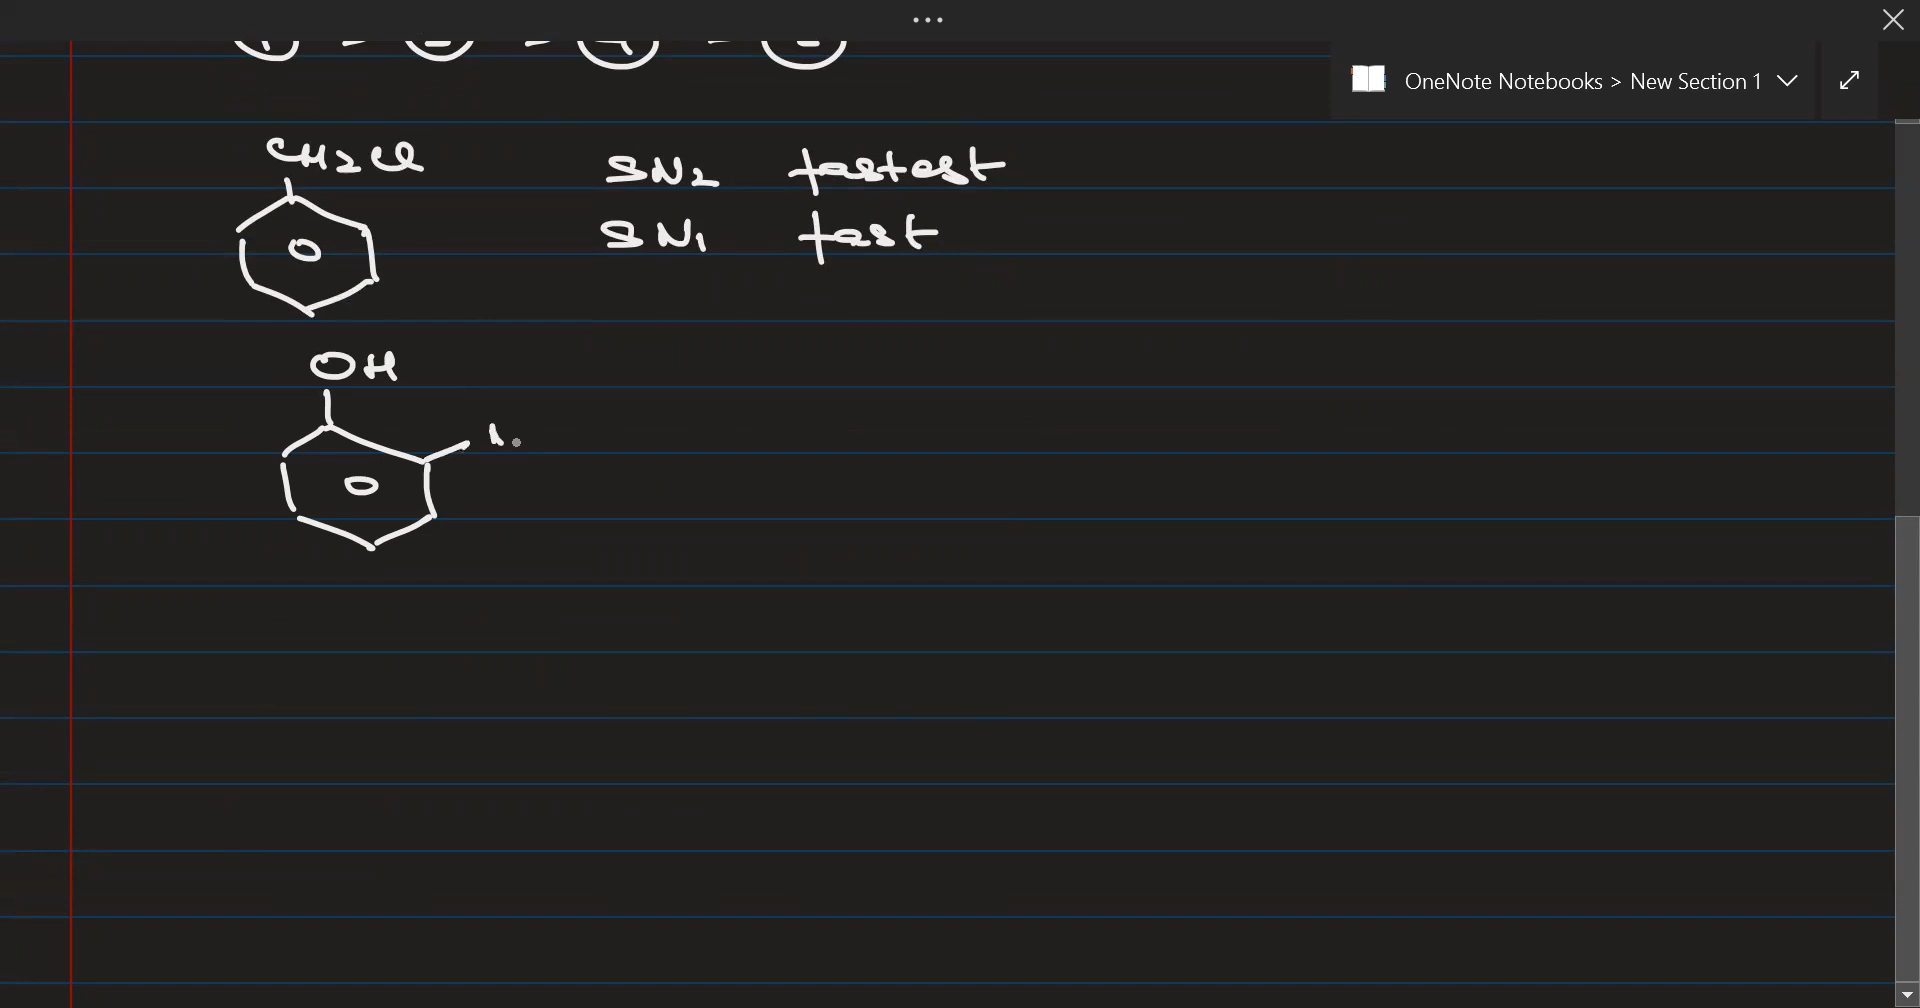 OneNote Notebooks > New Section 1
CH2Cl
SN2 fastest
SN1 fast
OH